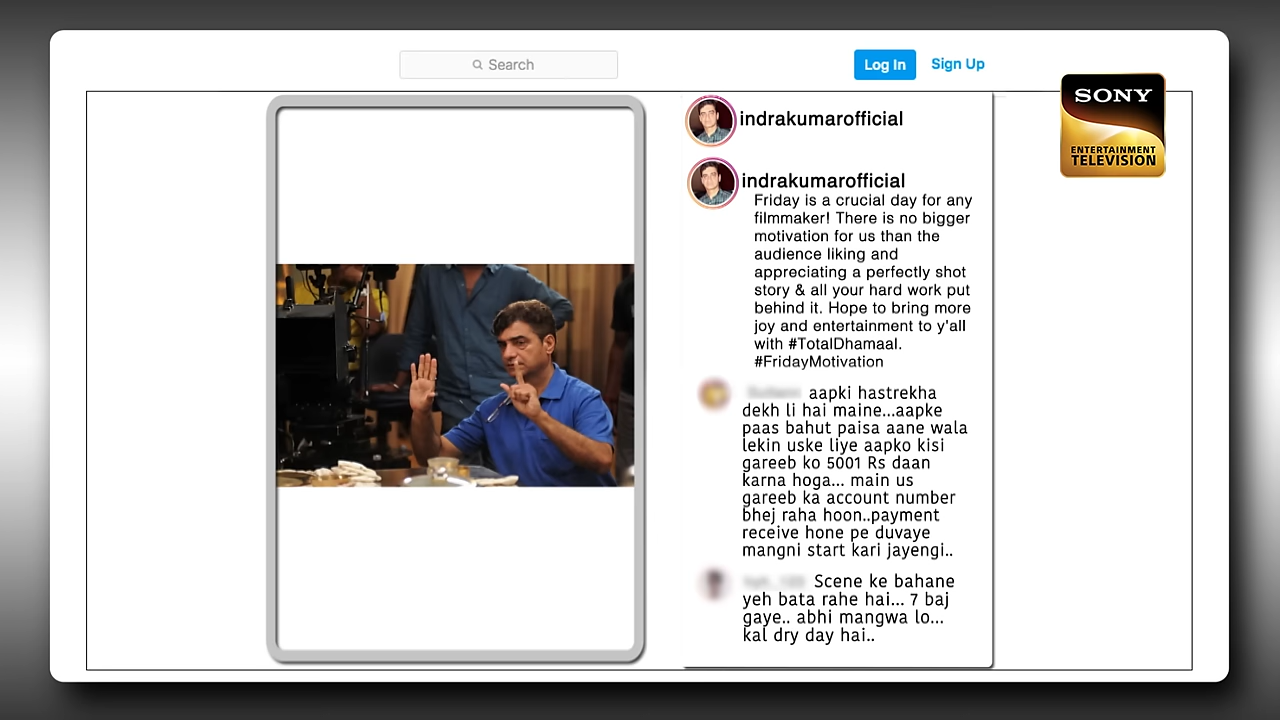 Search
Log In
Sign Up
SONY
ENTERTAINMENT
TELEVISION
indrakumarofficial
indrakumarofficial
Friday is a crucial day for any
filmmaker! There is no bigger
motivation for us than the
audience liking and
appreciating a perfectly shot
story & all your hard work put
behind it. Hope to bring more
joy and entertainment to y'all
with #TotalDhamaal.
#FridayMotivation
aapki hastrekha
dekh li hai maine...aapke
paas bahut paisa aane wala
lekin uske liye aapko kisi
gareeb ko 5001 Rs daan
karna hoga... main us
gareeb ka account number
bhej raha hoon..payment
receive hone pe duvaye
mangni start kari jayengi..
Scene ke bahane
yeh bata rahe hai... 7 baj
gaye.. abhi mangwa lo...
kal dry day hai..